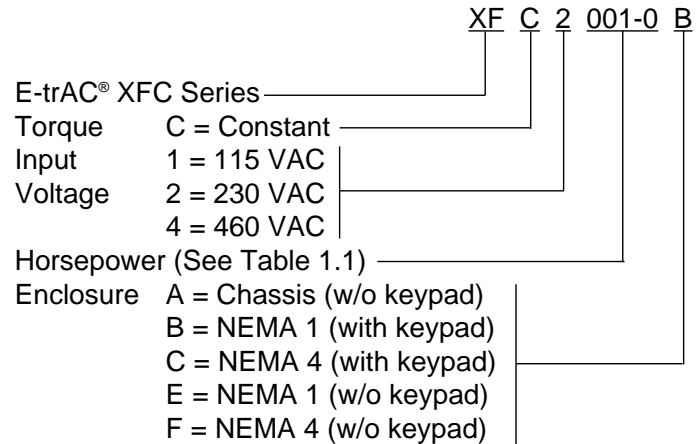 XF C 2 001-0 B
E-trAC® XFC Series
Torque C = Constant
Input 1 = 115 VAC
Voltage 2 = 230 VAC
4 = 460 VAC
Horsepower (See Table 1.1)
Enclosure A = Chassis (w/o keypad)
B = NEMA 1 (with keypad)
C = NEMA 4 (with keypad)
E = NEMA 1 (w/o keypad)
F = NEMA 4 (w/o keypad)